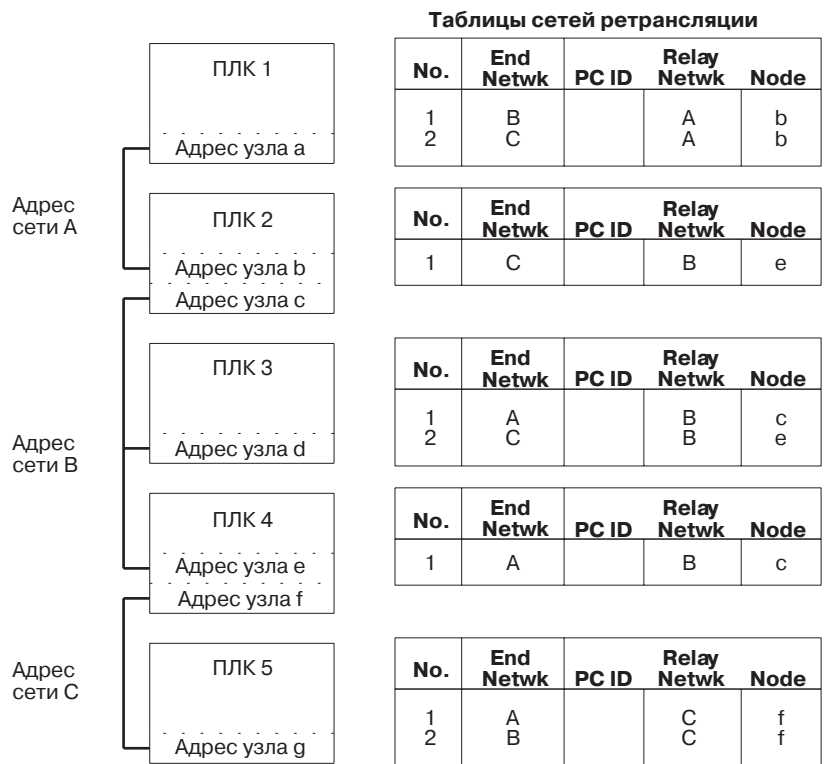 Таблицы сетей ретрансляции
ПЛК 1
Адрес узла a
No. End Netwk PC ID Relay Netwk Node
1 B A b
2 C A b
Адрес
сети A
ПЛК 2
Адрес узла b
Адрес узла c
No. End Netwk PC ID Relay Netwk Node
1 C B e
ПЛК 3
Адрес узла d
No. End Netwk PC ID Relay Netwk Node
1 A B c
2 C B e
Адрес
сети B
ПЛК 4
Адрес узла e
Адрес узла f
No. End Netwk PC ID Relay Netwk Node
1 A B c
Адрес
сети C
ПЛК 5
Адрес узла g
No. End Netwk PC ID Relay Netwk Node
1 A C f
2 B C f